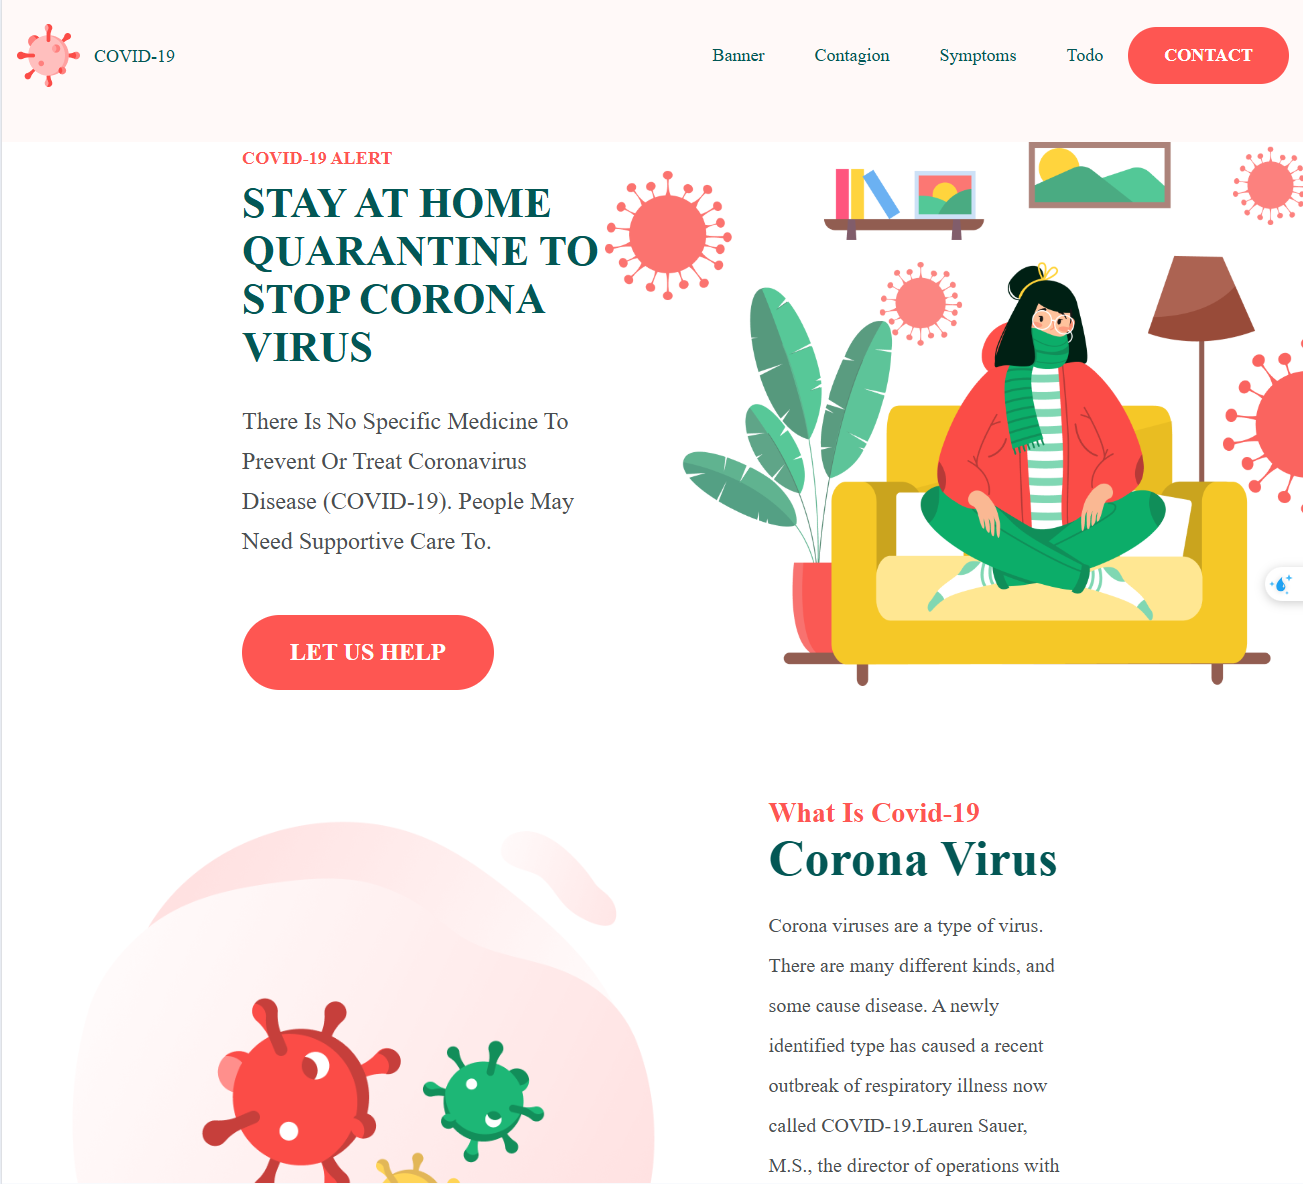 COVID-19
Banner
Contagion
Symptoms
Todo
CONTACT
COVID-19 ALERT
STAY AT HOME
QUARANTINE TO
STOP CORONA
VIRUS
There Is No Specific Medicine To
Prevent Or Treat Coronavirus
Disease (COVID-19). People May
Need Supportive Care To.
LET US HELP
What Is Covid-19
Corona Virus
Corona viruses are a type of virus.
There are many different kinds, and
some cause disease. A newly
identified type has caused a recent
outbreak of respiratory illness now
called COVID-19.Lauren Sauer,
M.S., the director of operations with